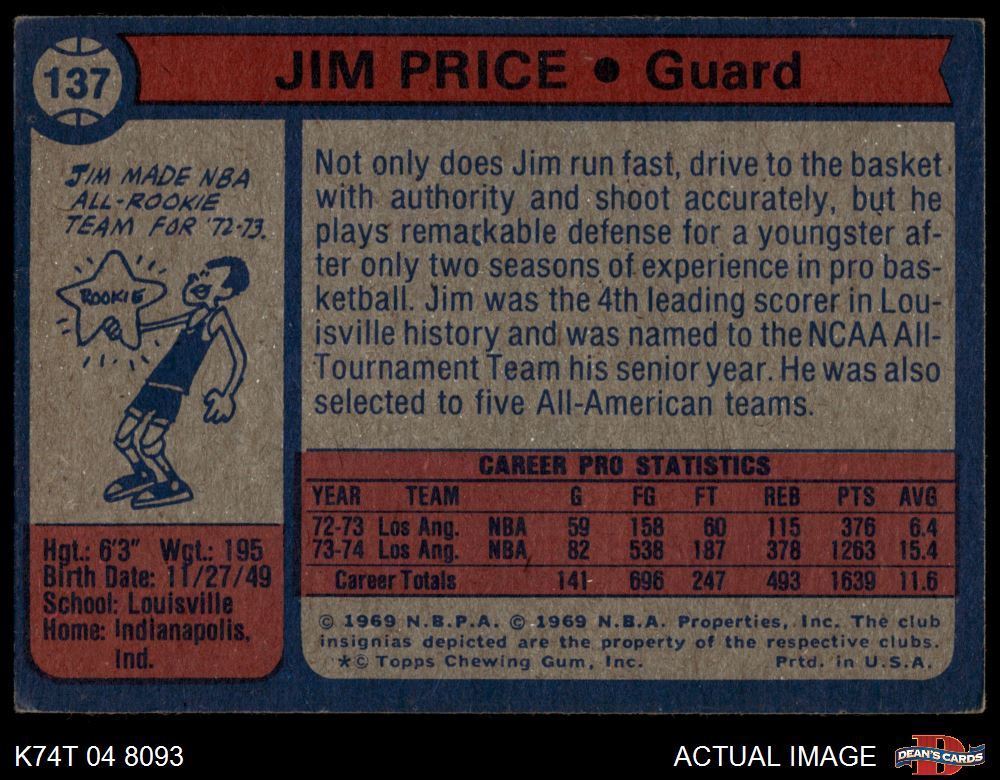 137
JIM PRICE ● Guard
JIM MADE NBA
ALL-ROOKIE
TEAM FOR '72-73.
ROOKIE
Hgt.: 6'3" Wgt.: 195
Birth Date: 11/27/49
School: Louisville
Home: Indianapolis,
Ind.
Not only does Jim run fast, drive to the basket
with authority and shoot accurately, but he
plays remarkable defense for a youngster af-
ter only two seasons of experience in pro bas-
ketball. Jim was the 4th leading scorer in Lou-
isville history and was named to the NCAA All-
Tournament Team his senior year. He was also
selected to five All-American teams.
CAREER PRO STATISTICS
YEAR TEAM G FG FT REB PTS AVG
72-73 Los Ang. NBA 59 158 60 115 376 6.4
73-74 Los Ang. NBA 82 538 187 378 1263 15.4
Career Totals 141 696 247 493 1639 11.6
© 1969 N.B.P.A. © 1969 N.B.A. Properties, Inc. The club
insignias depicted are the property of the respective clubs.
*© Topps Chewing Gum, Inc. Prtd. in U.S.A.
K74T 04 8093
ACTUAL IMAGE
D
DEAN'S CARDS